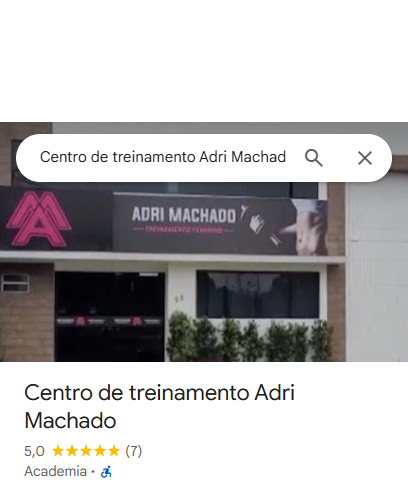 Centro de treinamento Adri Machad
ADRI MACHADO
TREINAMENTO FEMININO
Centro de treinamento Adri
Machado
5,0 (7)
Academia ·